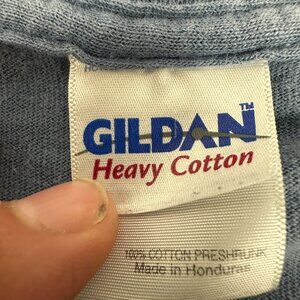 GILDAN™
Heavy Cotton
100% COTTON PRESHRUNK
Made in Honduras